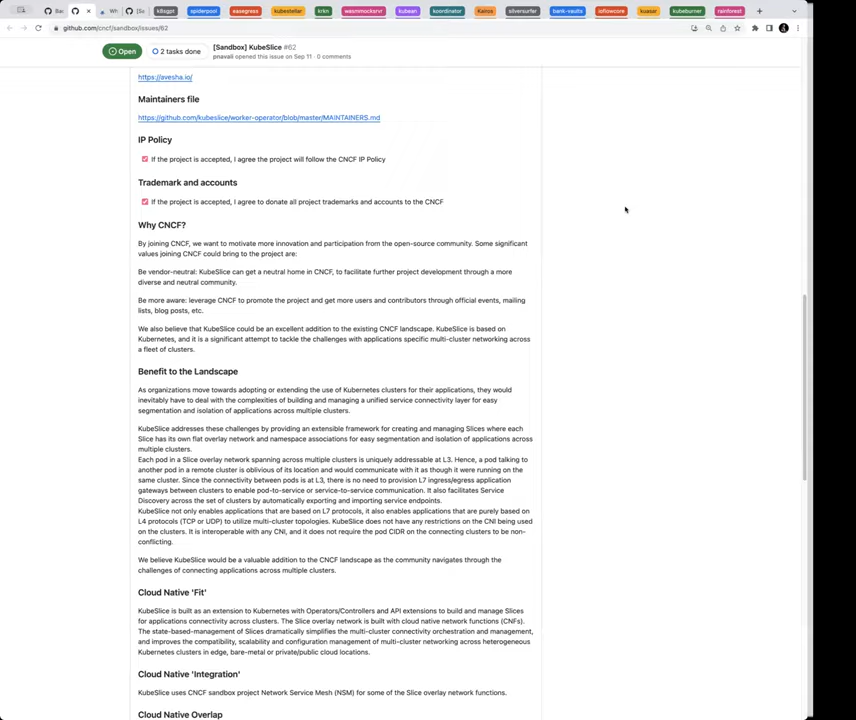 Ba
Wh
[Sa
k8sgpt
spiderpool
easegress
kubestellar
krkn
wasmmockxsr
kubean
koordinator
Kairos
silversurfer
bank-vaults
loflowcore
kuasar
kubeburner
rainforest
github.com/cncf/sandbox/issues/62
Open
2 tasks done
[Sandbox] KubeSlice #62
pnavali opened this issue on Sep 11 · 0 comments
https://avesha.io/
Maintainers file
https://github.com/kubeslice/worker-operator/blob/master/MAINTAINERS.md
IP Policy
If the project is accepted, I agree the project will follow the CNCF IP Policy
Trademark and accounts
If the project is accepted, I agree to donate all project trademarks and accounts to the CNCF
Why CNCF?
By joining CNCF, we want to motivate more innovation and participation from the open-source community. Some significant
values joining CNCF could bring to the project are:
Be vendor-neutral: KubeSlice can get a neutral home in CNCF, to facilitate further project development through a more
diverse and neutral community.
Be more aware: leverage CNCF to promote the project and get more users and contributors through official events, mailing
lists, blog posts, etc.
We also believe that KubeSlice could be an excellent addition to the existing CNCF landscape. KubeSlice is based on
Kubernetes, and it is a significant attempt to tackle the challenges with applications specific multi-cluster networking across
a fleet of clusters.
Benefit to the Landscape
As organizations move towards adopting or extending the use of Kubernetes clusters for their applications, they would
inevitably have to deal with the complexities of building and managing a unified service connectivity layer for easy
segmentation and isolation of applications across multiple clusters.
KubeSlice addresses these challenges by providing an extensible framework for creating and managing Slices where each
Slice has its own flat overlay network and namespace associations for easy segmentation and isolation of applications across
multiple clusters.
Each pod in a Slice overlay network spanning across multiple clusters is uniquely addressable at L3. Hence, a pod talking to
another pod in a remote cluster is oblivious of its location and would communicate with it as though it were running on the
same cluster. Since the connectivity between pods is at L3, there is no need to provision L7 ingress/egress application
gateways between clusters to enable pod-to-service or service-to-service communication. It also facilitates Service
Discovery across the set of clusters by automatically exporting and importing service endpoints.
KubeSlice not only enables applications that are based on L7 protocols, it also enables applications that are purely based on
L4 protocols (TCP or UDP) to utilize multi-cluster topologies. KubeSlice does not have any restrictions on the CNI being used
on the clusters. It is interoperable with any CNI, and it does not require the pod CIDR on the connecting clusters to be non-
conflicting.
We believe KubeSlice would be a valuable addition to the CNCF landscape as the community navigates through the
challenges of connecting applications across multiple clusters.
Cloud Native 'Fit'
KubeSlice is built as an extension to Kubernetes with Operators/Controllers and API extensions to build and manage Slices
for applications connectivity across clusters. The Slice overlay network is built with cloud native network functions (CNFs).
The state-based-management of Slices dramatically simplifies the multi-cluster connectivity orchestration and management,
and improves the compatibility, scalability and configuration management of multi-cluster networking across heterogeneous
Kubernetes clusters in edge, bare-metal or private/public cloud locations.
Cloud Native 'Integration'
KubeSlice uses CNCF sandbox project Network Service Mesh (NSM) for some of the Slice overlay network functions.
Cloud Native Overlap